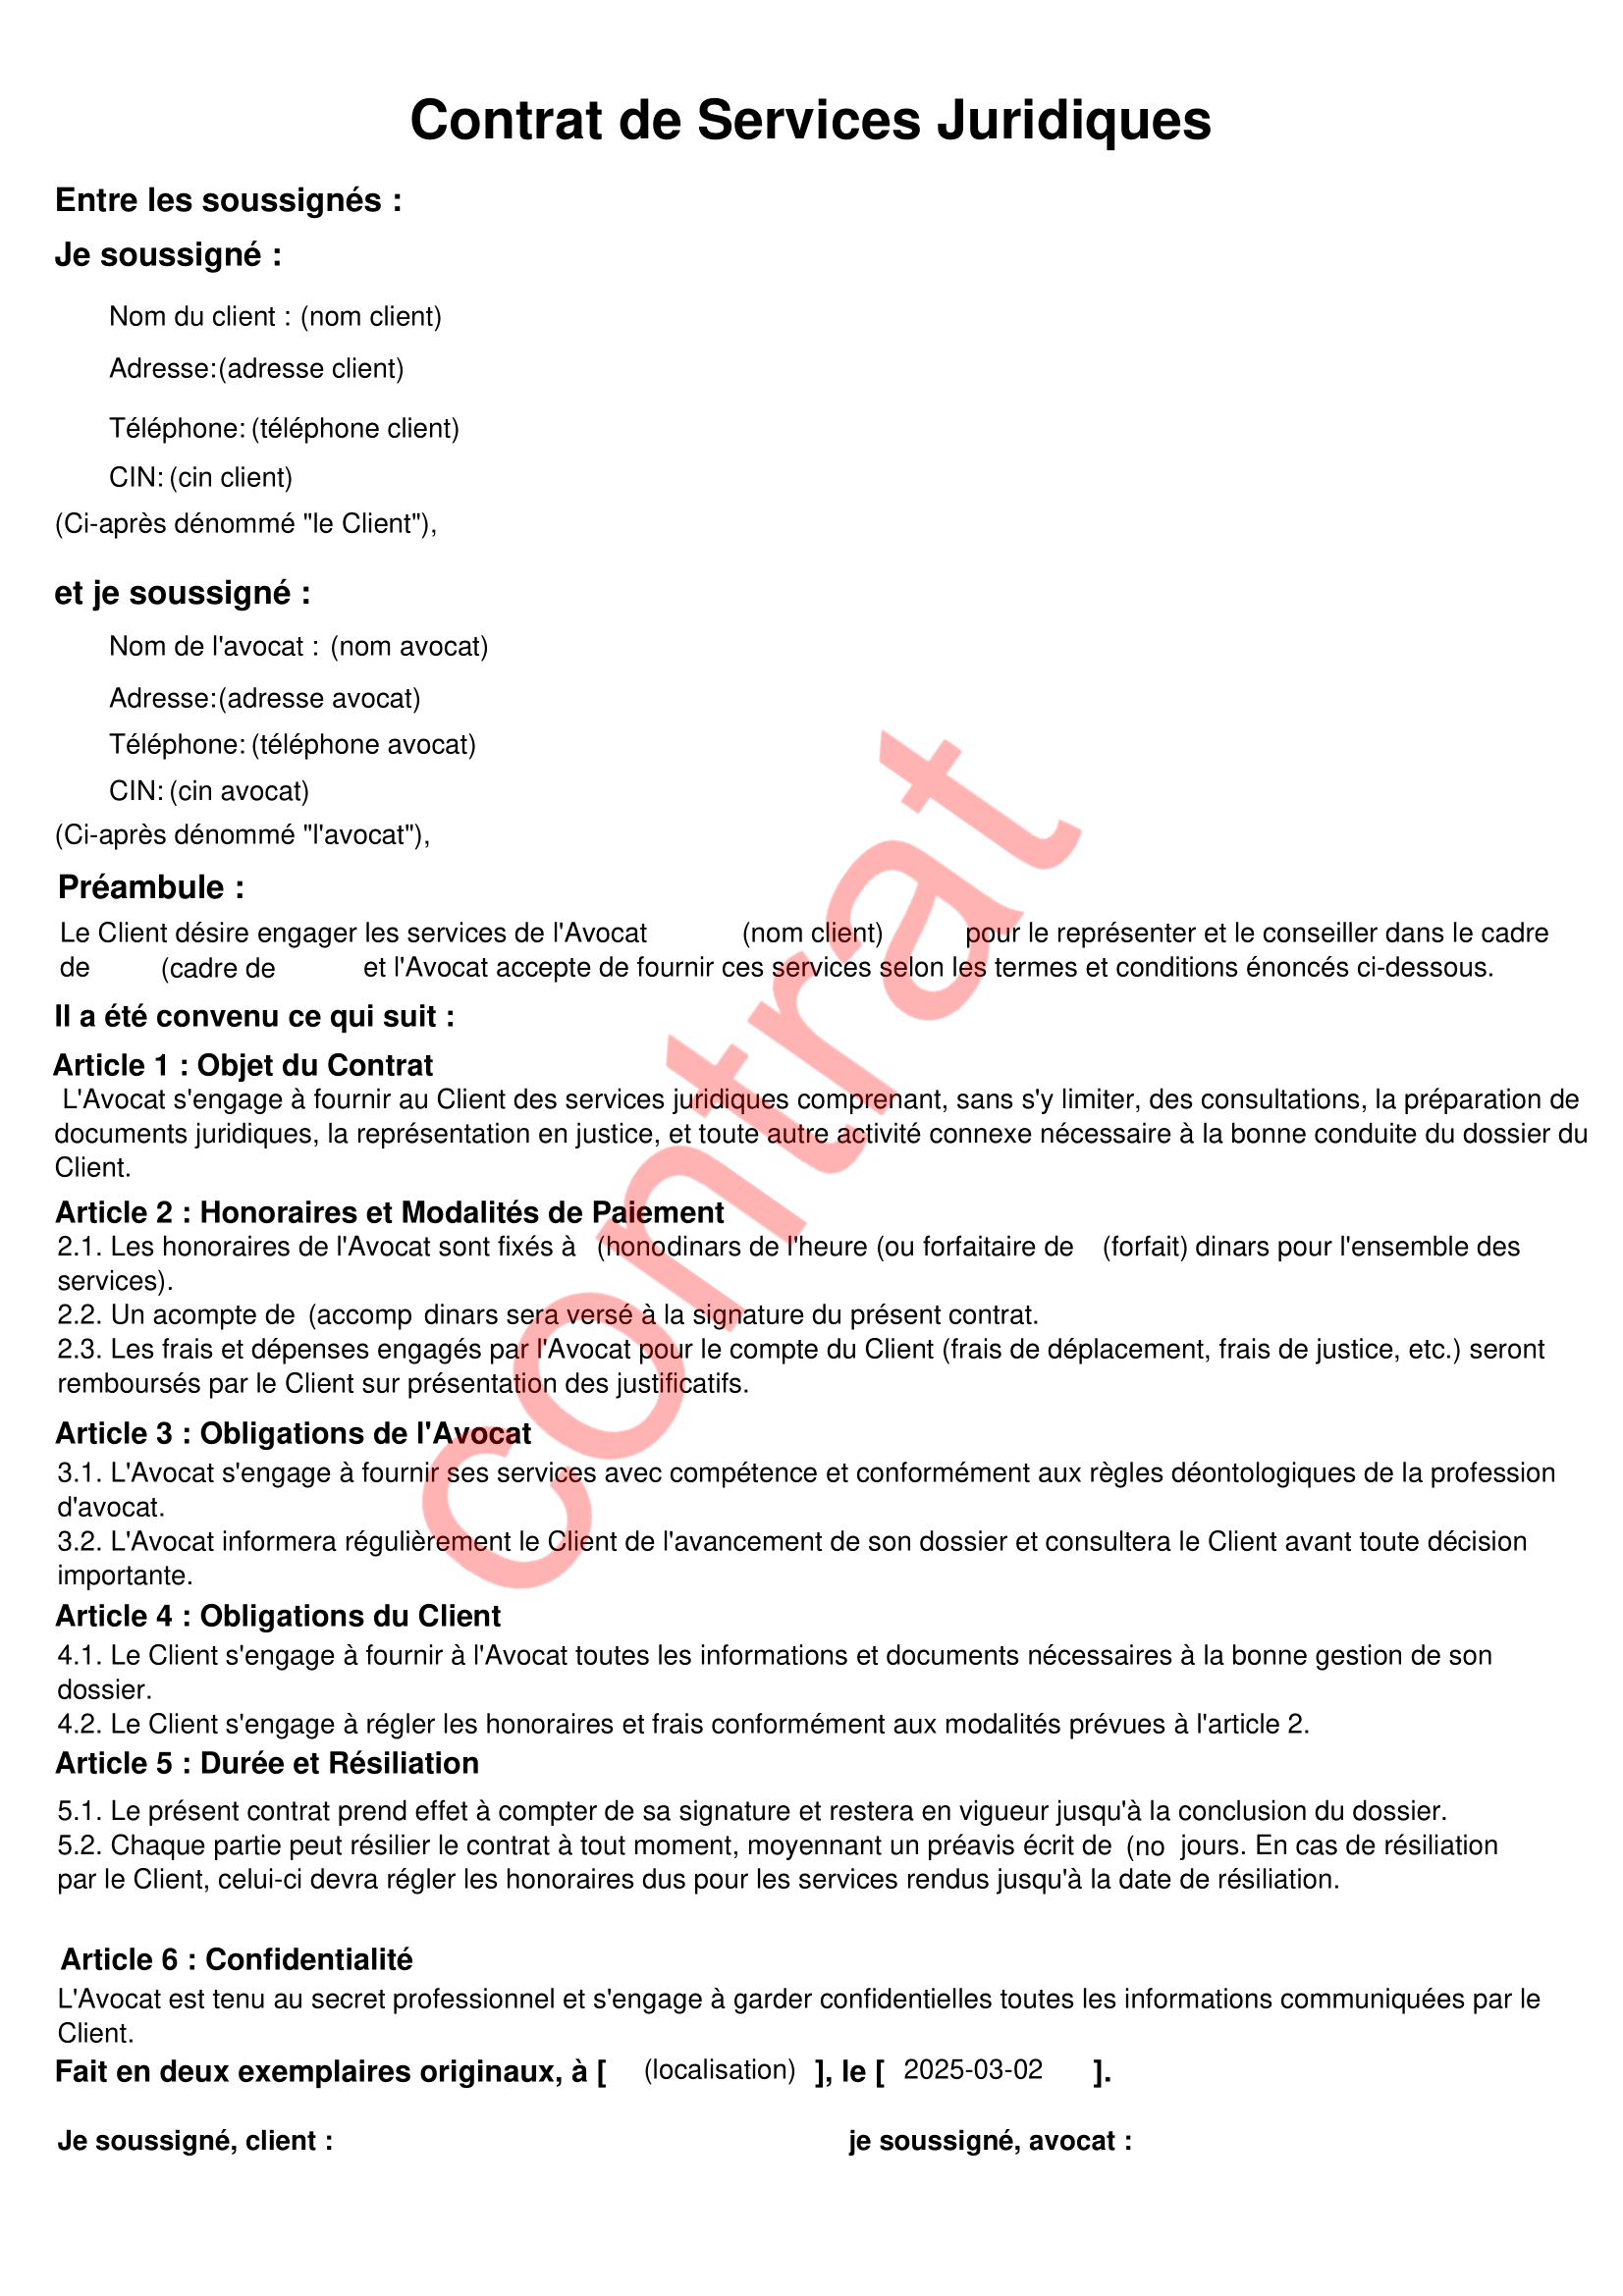 Contrat de Services Juridiques
Entre les soussignés :
Je soussigné :
Nom du client : (nom client)
Adresse:(adresse client)
Téléphone: (téléphone client)
CIN: (cin client)
(Ci-après dénommé "le Client"),
et je soussigné :
Nom de l'avocat : (nom avocat)
Adresse:(adresse avocat)
Téléphone: (téléphone avocat)
CIN: (cin avocat)
(Ci-après dénommé "l'avocat"),
Préambule :
Le Client désire engager les services de l'Avocat (nom client) pour le représenter et le conseiller dans le cadre
de (cadre de et l'Avocat accepte de fournir ces services selon les termes et conditions énoncés ci-dessous.
Il a été convenu ce qui suit :
Article 1 : Objet du Contrat
L'Avocat s'engage à fournir au Client des services juridiques comprenant, sans s'y limiter, des consultations, la préparation de
documents juridiques, la représentation en justice, et toute autre activité connexe nécessaire à la bonne conduite du dossier du
Client.
Article 2 : Honoraires et Modalités de Paiement
2.1. Les honoraires de l'Avocat sont fixés à (honodinars de l'heure (ou forfaitaire de (forfait) dinars pour l'ensemble des
services).
2.2. Un acompte de (accomp dinars sera versé à la signature du présent contrat.
2.3. Les frais et dépenses engagés par l'Avocat pour le compte du Client (frais de déplacement, frais de justice, etc.) seront
remboursés par le Client sur présentation des justificatifs.
Article 3 : Obligations de l'Avocat
3.1. L'Avocat s'engage à fournir ses services avec compétence et conformément aux règles déontologiques de la profession
d'avocat.
3.2. L'Avocat informera régulièrement le Client de l'avancement de son dossier et consultera le Client avant toute décision
importante.
Article 4 : Obligations du Client
4.1. Le Client s'engage à fournir à l'Avocat toutes les informations et documents nécessaires à la bonne gestion de son
dossier.
4.2. Le Client s'engage à régler les honoraires et frais conformément aux modalités prévues à l'article 2.
Article 5 : Durée et Résiliation
5.1. Le présent contrat prend effet à compter de sa signature et restera en vigueur jusqu'à la conclusion du dossier.
5.2. Chaque partie peut résilier le contrat à tout moment, moyennant un préavis écrit de (no jours. En cas de résiliation
par le Client, celui-ci devra régler les honoraires dus pour les services rendus jusqu'à la date de résiliation.
Article 6 : Confidentialité
L'Avocat est tenu au secret professionnel et s'engage à garder confidentielles toutes les informations communiquées par le
Client.
Fait en deux exemplaires originaux, à [ (localisation) ], le [ 2025-03-02 ].
Je soussigné, client : je soussigné, avocat :
contrat